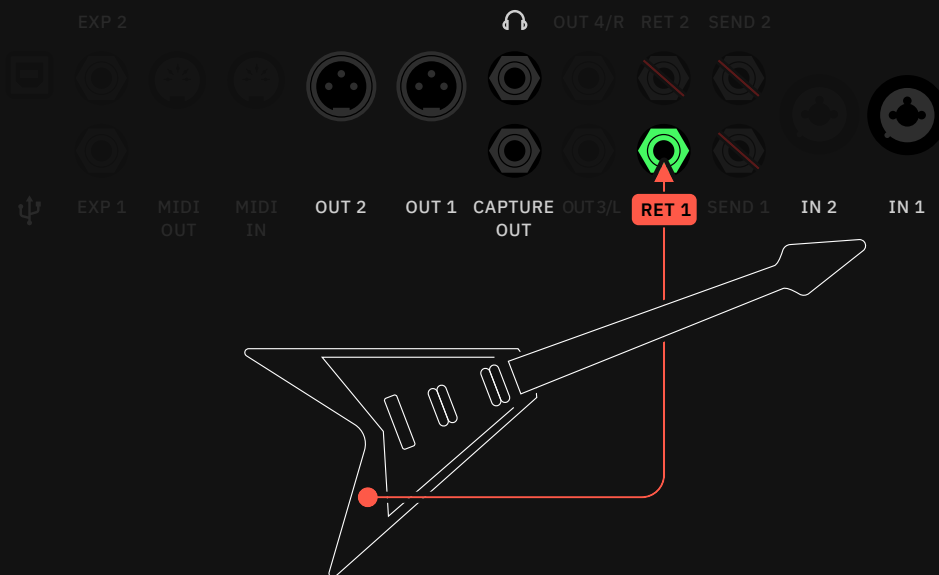 EXP 2
OUT 4/R
RET 2
SEND 2
EXP 1
MIDI
OUT
MIDI
IN
OUT 2
OUT 1
CAPTURE
OUT
OUT 3/L
RET 1
SEND 1
IN 2
IN 1